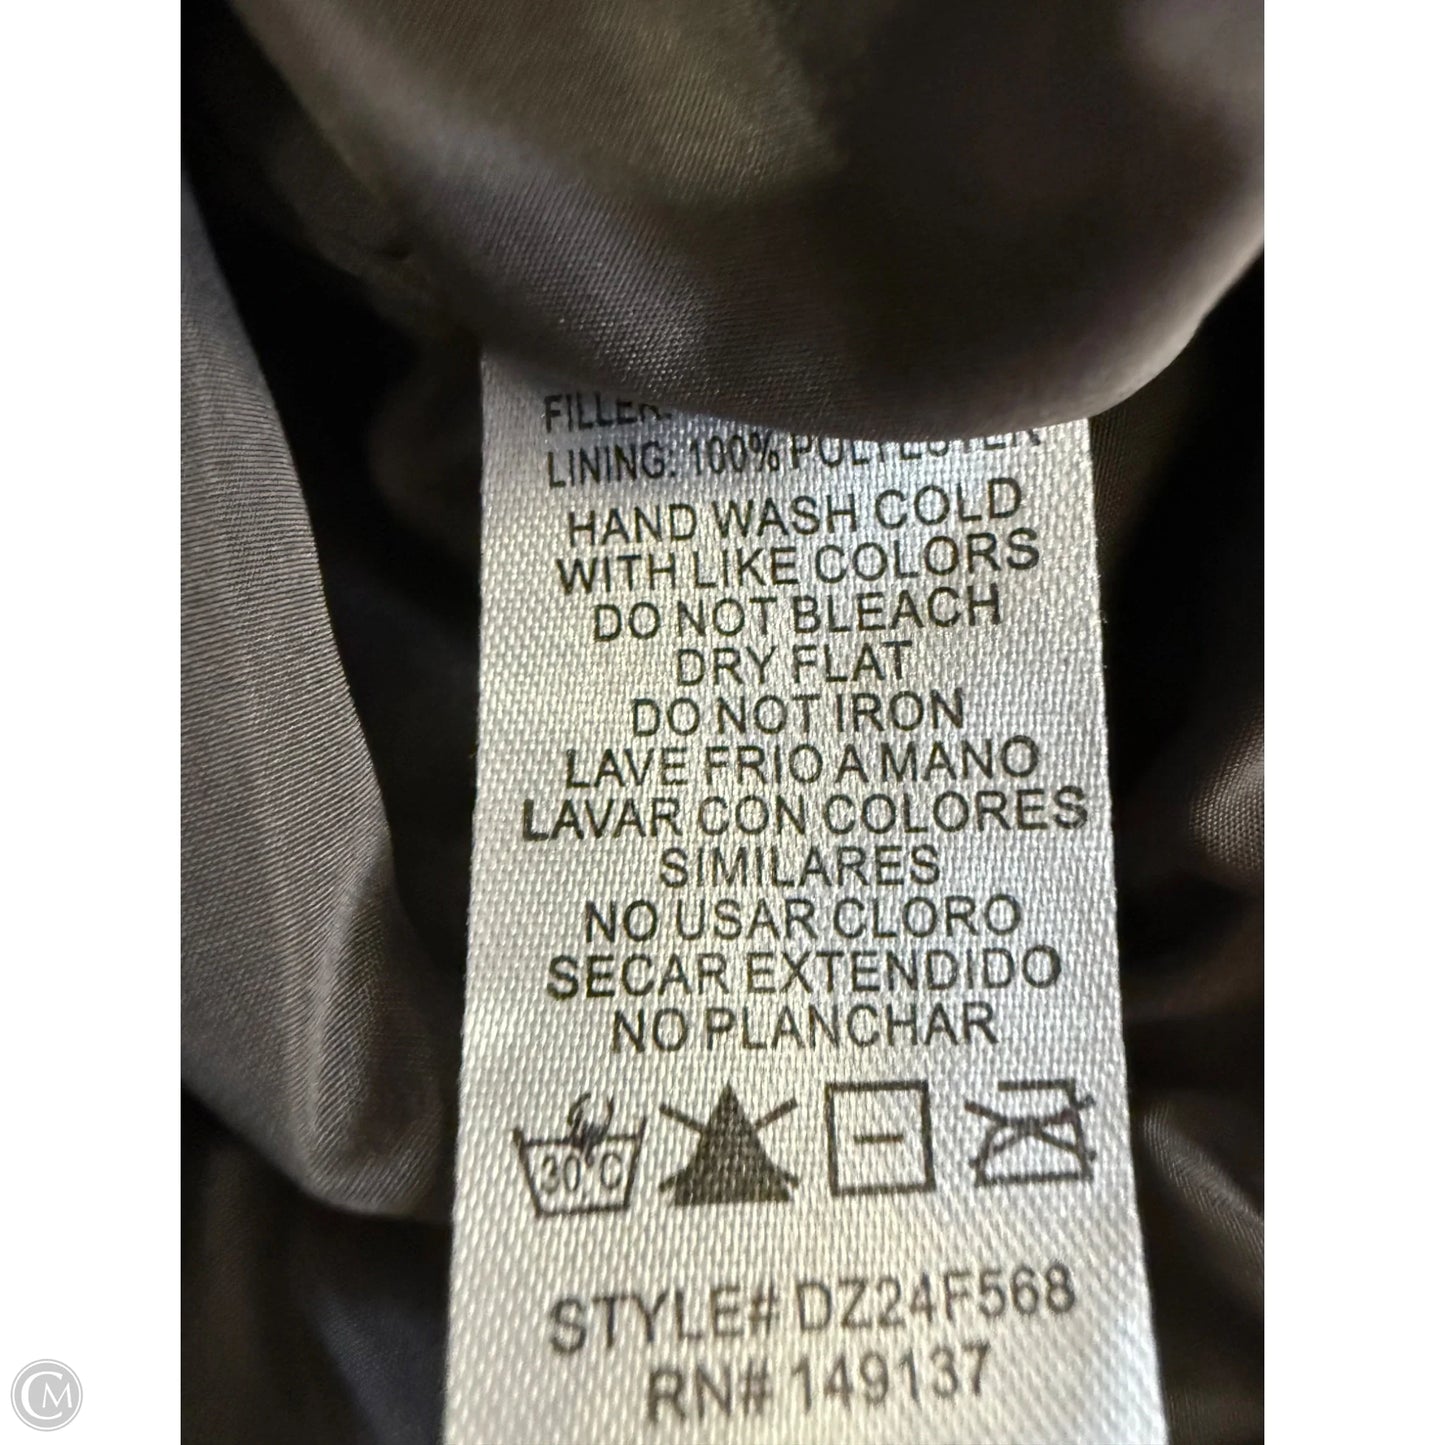 FILLER:
LINING: 100% POLYESTER
HAND WASH COLD
WITH LIKE COLORS
DO NOT BLEACH
DRY FLAT
DO NOT IRON
LAVE FRIO A MANO
LAVAR CON COLORES
SIMILARES
NO USAR CLORO
SECAR EXTENDIDO
NO PLANCHAR
30°C
STYLE# DZ24F568
RN# 149137
CM